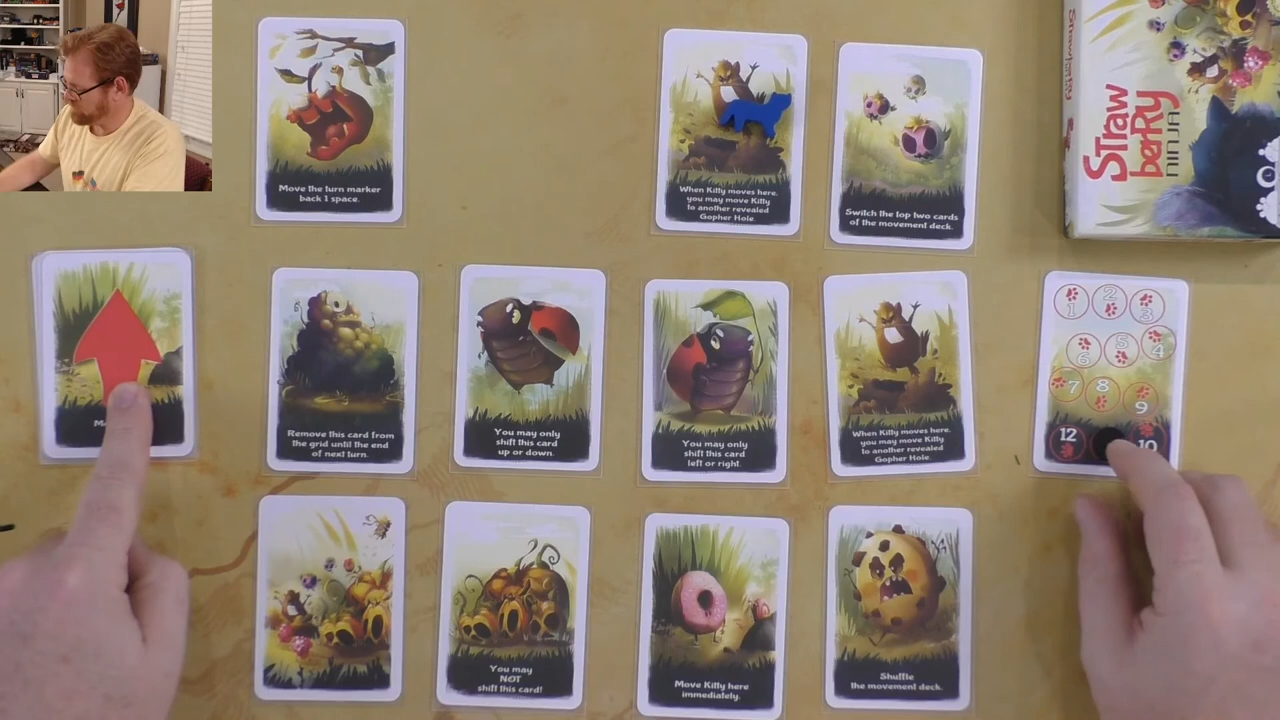 Move the turn marker
back 1 space.
When Kitty moves here,
you may move Kitty
to another revealed
Gopher Hole.
Switch the top two cards
of the movement deck.
Straw
berRy
NINJA
Remove this card from
the grid until the end
of next turn.
You may only
shift this card
up or down.
You may only
shift this card
left or right.
When Kitty moves here,
you may move Kitty
to another revealed
Gopher Hole.
1 2 3
6 5 4
7 8 9
12 10
You may
NOT
shift this card!
Move Kitty here
immediately.
Shuffle
the movement deck.